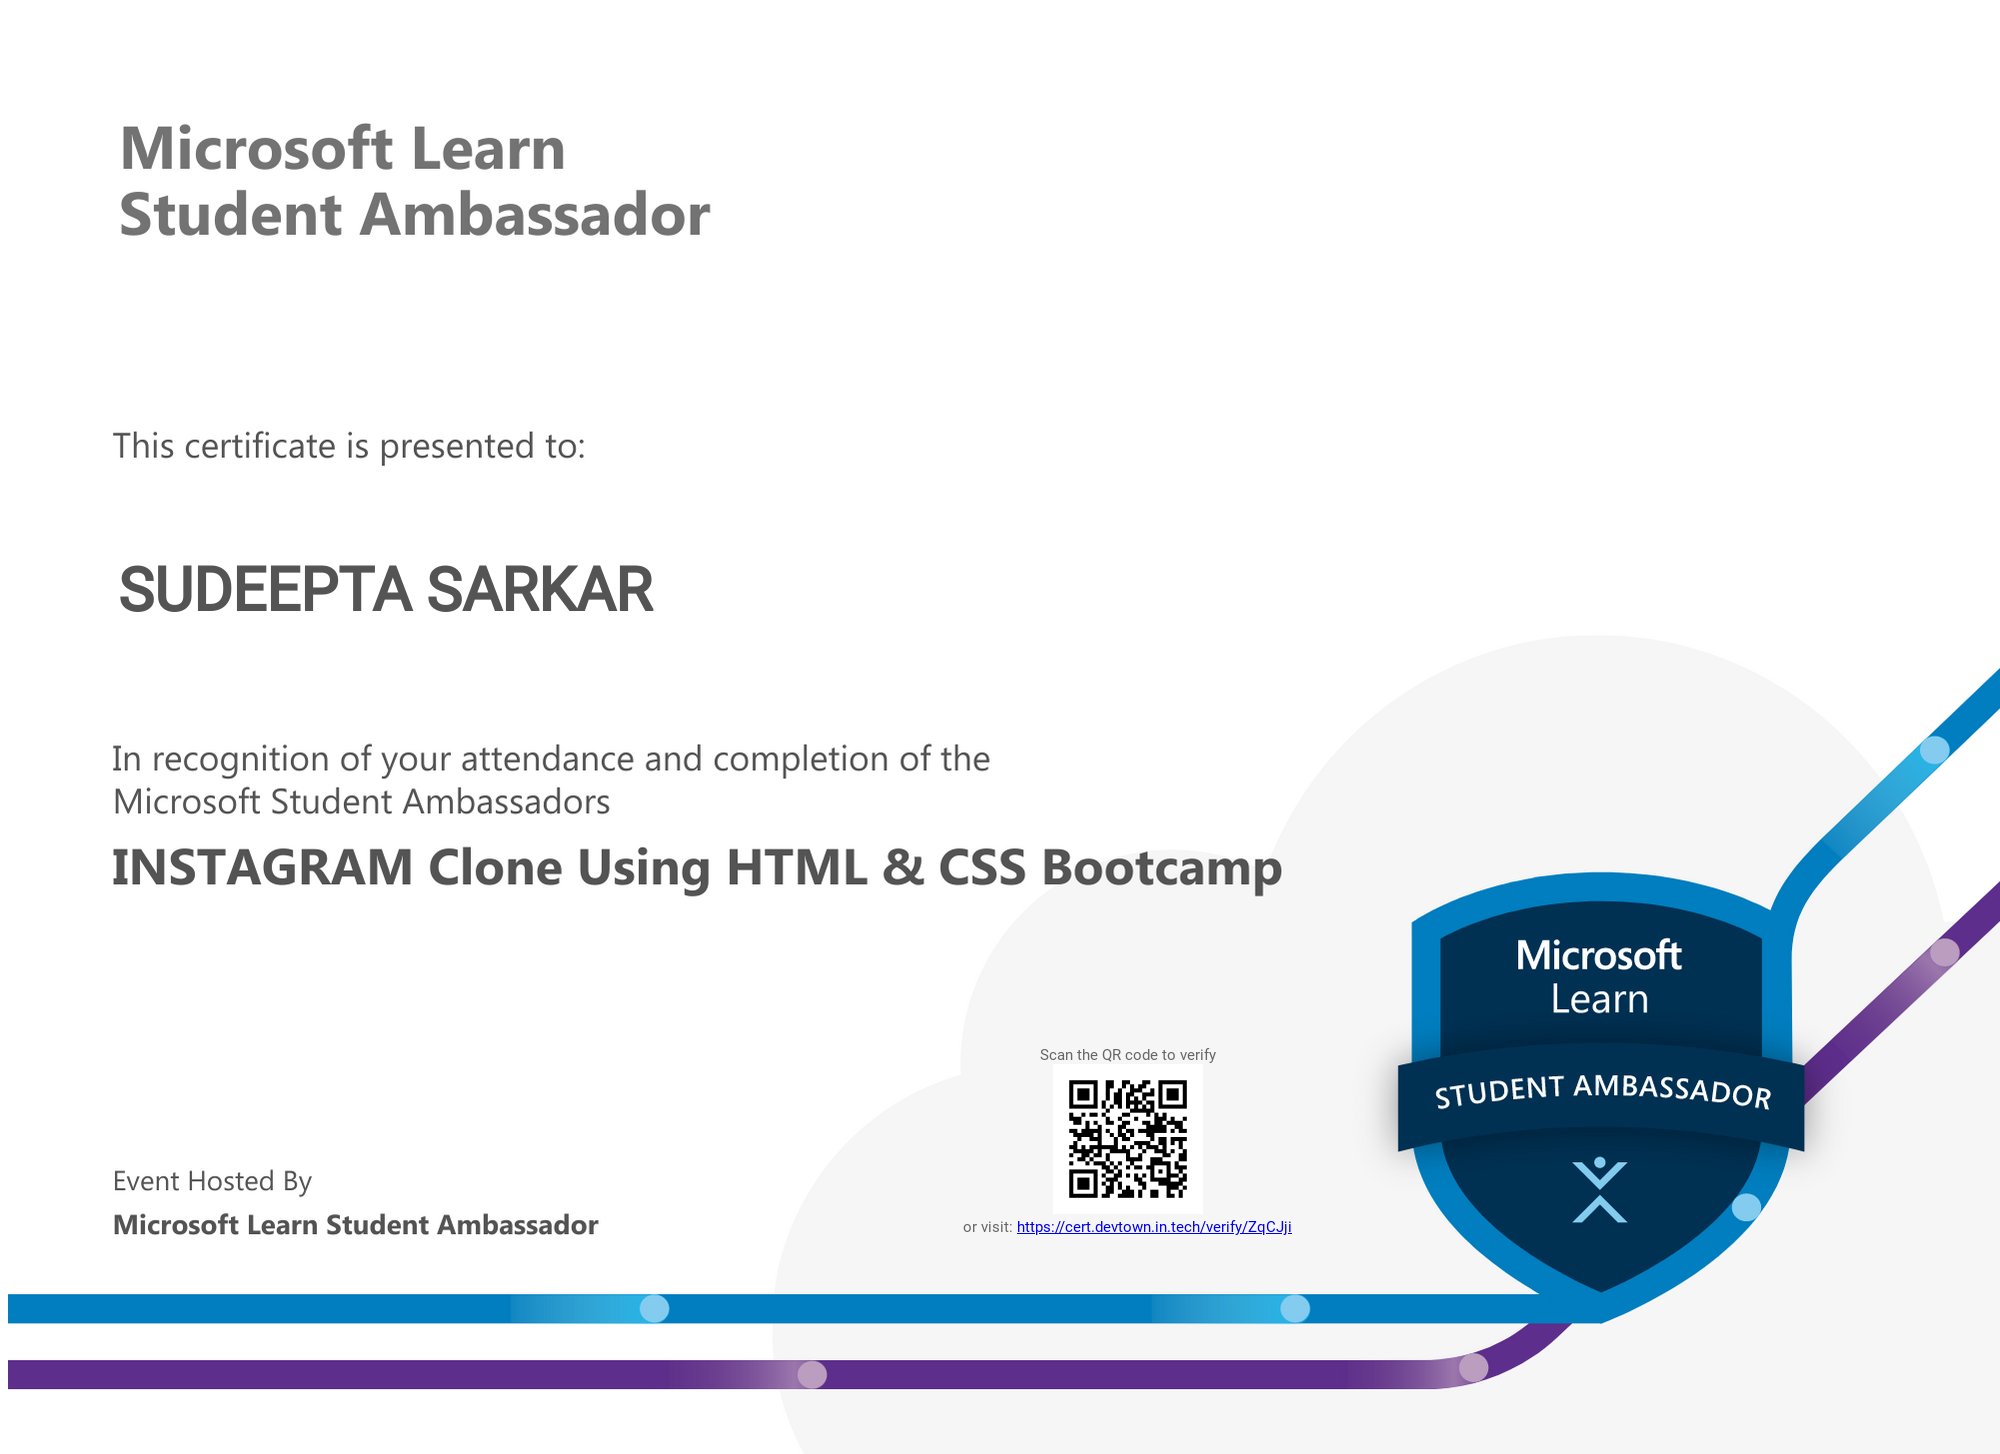 Microsoft Learn
Student Ambassador
This certificate is presented to:
SUDEEPTA SARKAR
In recognition of your attendance and completion of the
Microsoft Student Ambassadors
INSTAGRAM Clone Using HTML & CSS Bootcamp
Microsoft
Learn
STUDENT AMBASSADOR
Scan the QR code to verify
or visit: https://cert.devtown.in.tech/verify/ZqCJji
Event Hosted By
Microsoft Learn Student Ambassador